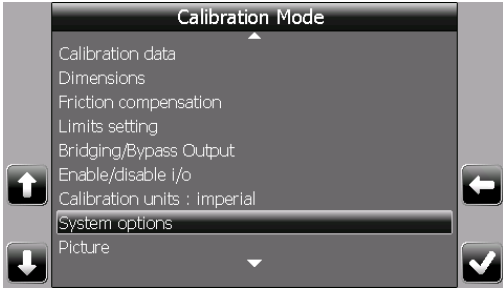 Calibration Mode
Calibration data
Dimensions
Friction compensation
Limits setting
Bridging/Bypass Output
Enable/disable i/o
Calibration units : imperial
System options
Picture